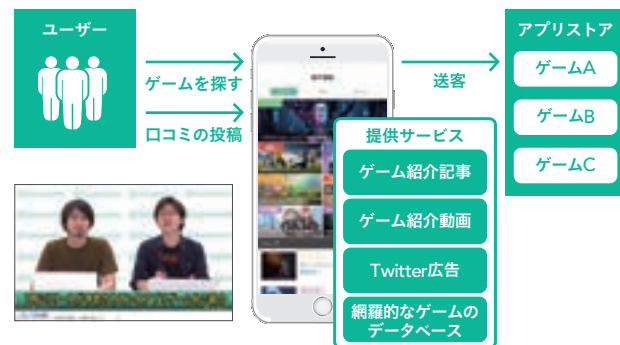 ユーザー
ゲームを探す
口コミの投稿
送客
アプリストア
ゲームA
ゲームB
ゲームC
提供サービス
ゲーム紹介記事
ゲーム紹介動画
Twitter広告
網羅的なゲームの
データベース